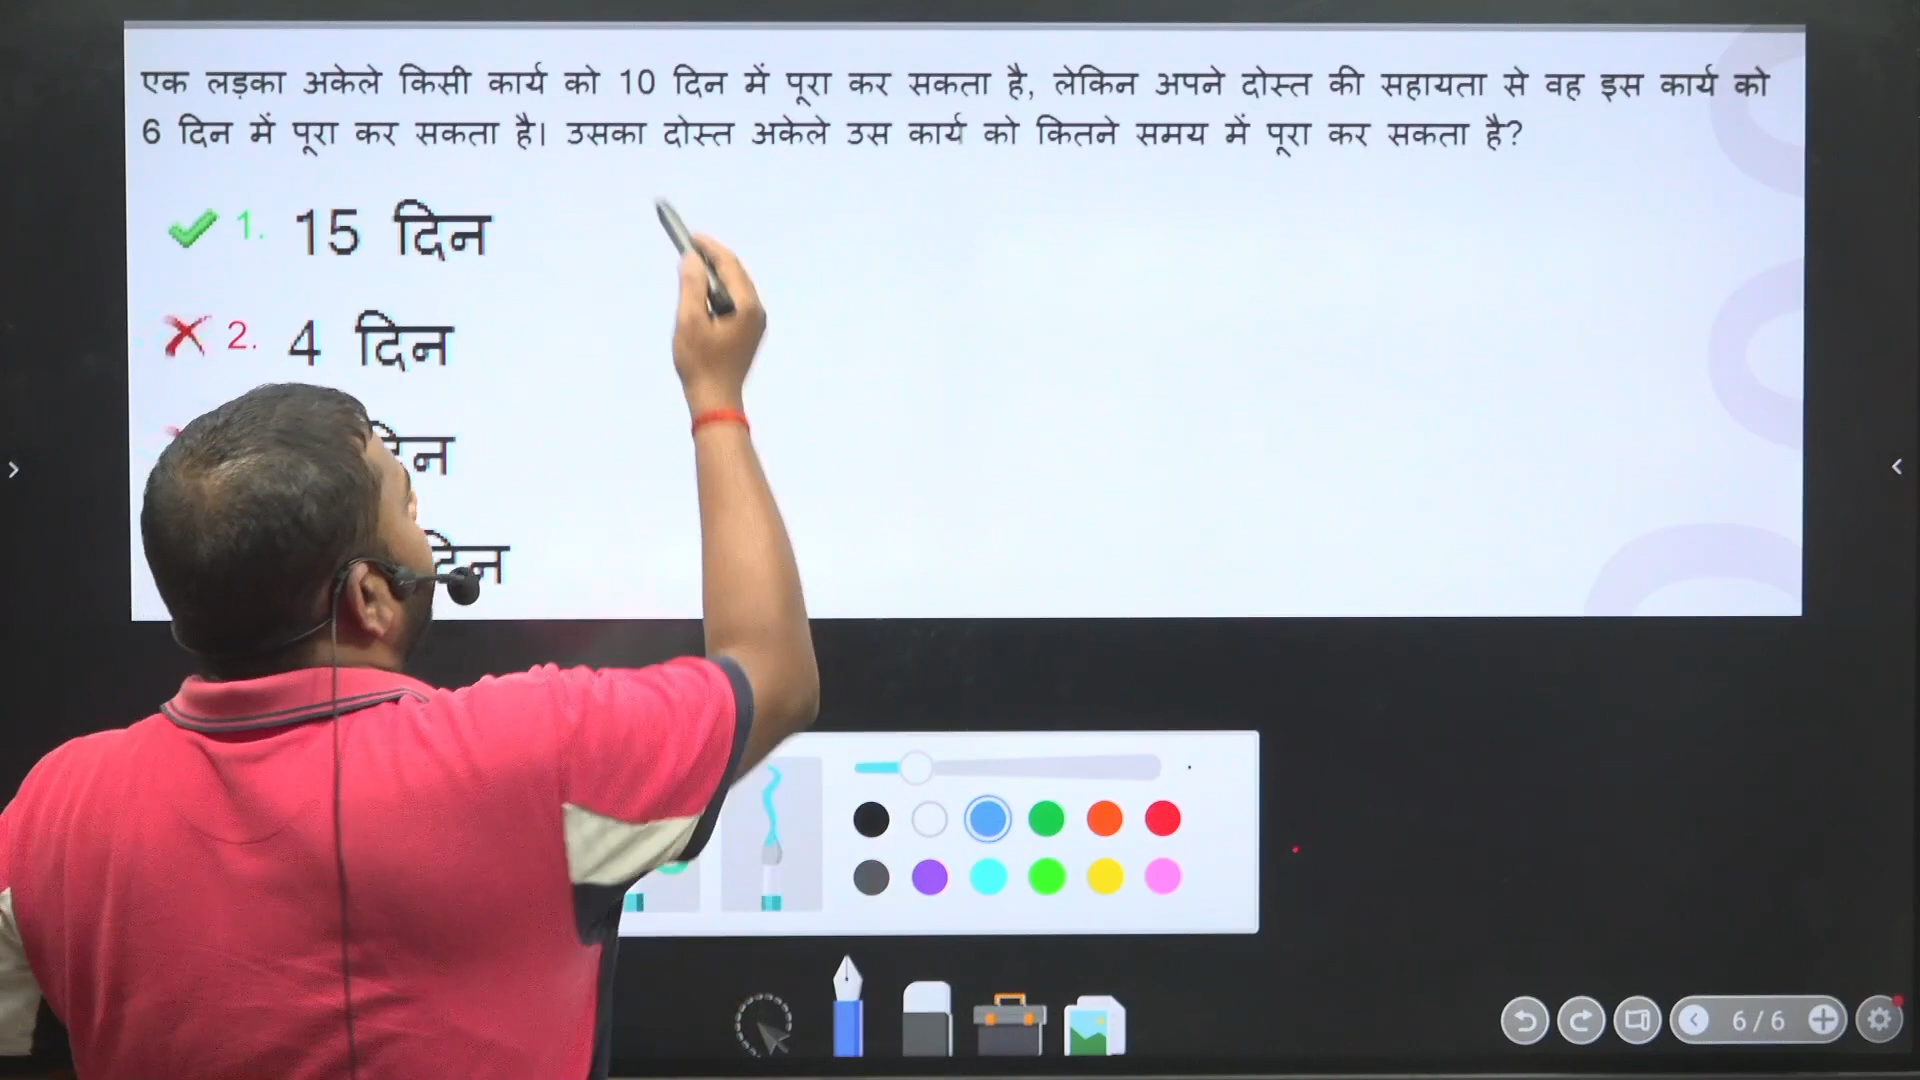 एक लड़का अकेले किसी कार्य को 10 दिन में पूरा कर सकता है, लेकिन अपने दोस्त की सहायता से वह इस कार्य को
6 दिन में पूरा कर सकता है। उसका दोस्त अकेले उस कार्य को कितने समय में पूरा कर सकता है?
1. 15 दिन
2. 4 दिन
दिन
दिन
6/6